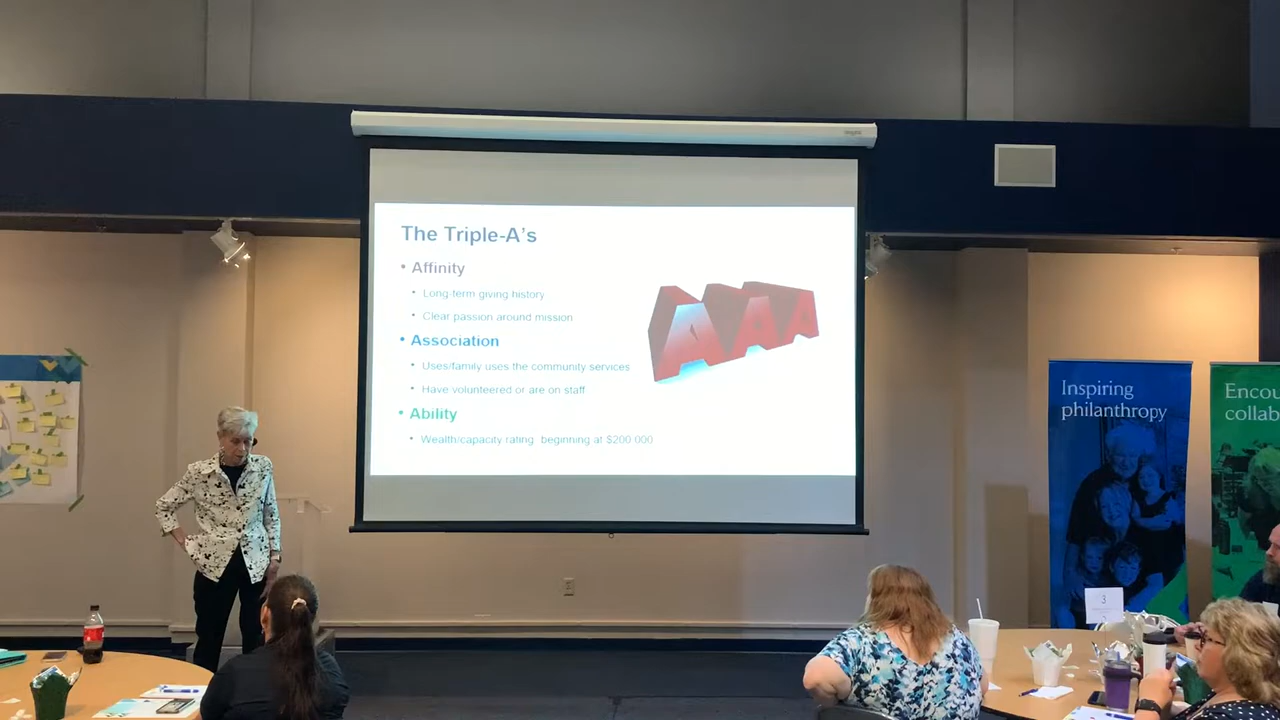 The Triple-A's
• Affinity
• Long-term giving history
• Clear passion around mission
• Association
• Uses/family uses the community services
• Have volunteered or are on staff
• Ability
• Wealth/capacity rating beginning at $200,000
AAA
Inspiring
philanthropy
Encou
collab
3